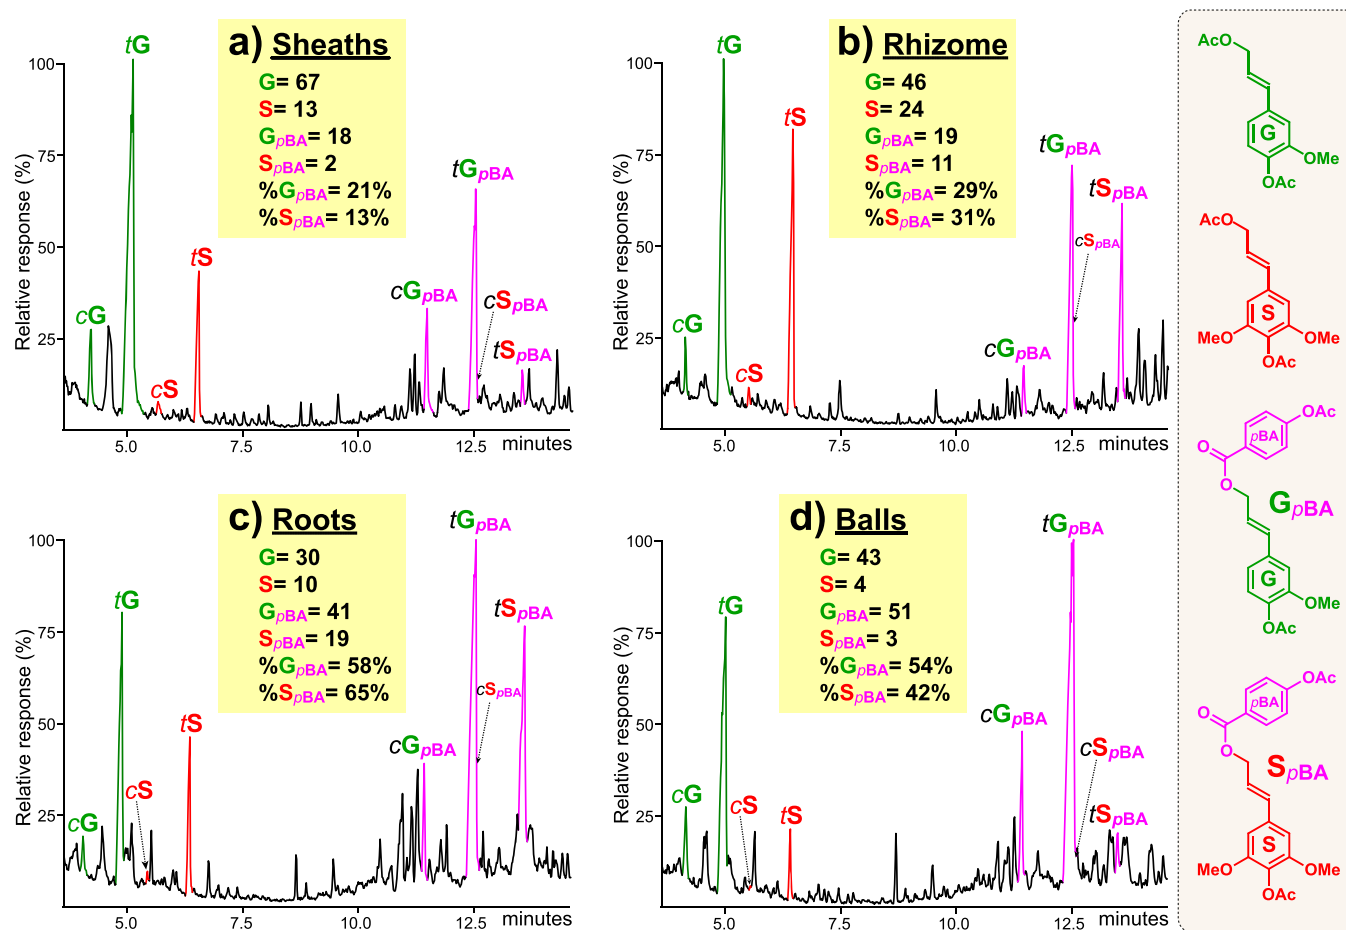 a) Sheaths
G= 67
S= 13
GpBA= 18
SpBA= 2
%GpBA= 21%
%SpBA= 13%
Relative response (%)
100
75
50
25
cG
tG
cS
tS
cGpBA
tGpBA
cSpBA
tSpBA
5.0
7.5
10.0
12.5
minutes
b) Rhizome
G= 46
S= 24
GpBA= 19
SpBA= 11
%GpBA= 29%
%SpBA= 31%
Relative response (%)
100
75
50
25
cG
tG
cS
tS
cGpBA
tGpBA
cSpBA
tSpBA
5.0
7.5
10.0
12.5
minutes
c) Roots
G= 30
S= 10
GpBA= 41
SpBA= 19
%GpBA= 58%
%SpBA= 65%
Relative response (%)
100
75
50
25
cG
tG
cS
tS
cGpBA
tGpBA
cSpBA
tSpBA
5.0
7.5
10.0
12.5
minutes
d) Balls
G= 43
S= 4
GpBA= 51
SpBA= 3
%GpBA= 54%
%SpBA= 42%
Relative response (%)
100
75
50
25
cG
tG
cS
tS
cGpBA
tGpBA
cSpBA
tSpBA
5.0
7.5
10.0
12.5
minutes
AcO
G
OMe
OAc
AcO
S
MeO
OMe
OAc
OAc
pBA
O
O
GpBA
G
OMe
OAc
OAc
pBA
O
O
SpBA
S
MeO
OMe
OAc